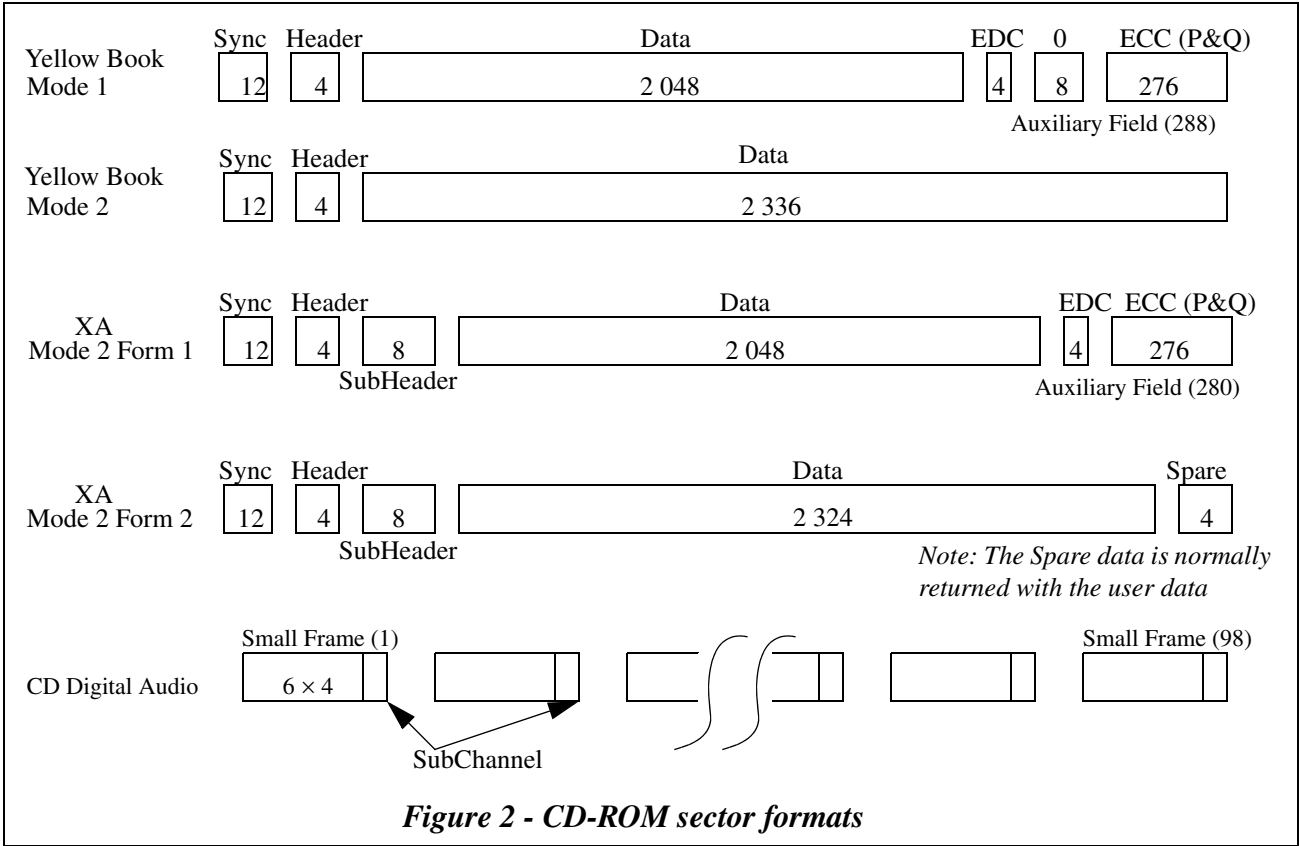 Sync Header Data EDC 0 ECC (P&Q)
Yellow Book
Mode 1 12 4 2 048 4 8 276
Auxiliary Field (288)
Sync Header Data
Yellow Book
Mode 2 12 4 2 336
Sync Header Data EDC ECC (P&Q)
XA
Mode 2 Form 1 12 4 8 2 048 4 276
SubHeader Auxiliary Field (280)
Sync Header Data Spare
XA
Mode 2 Form 2 12 4 8 2 324 4
SubHeader
Note: The Spare data is normally
returned with the user data
Small Frame (1) Small Frame (98)
CD Digital Audio 6 × 4
SubChannel
Figure 2 - CD-ROM sector formats